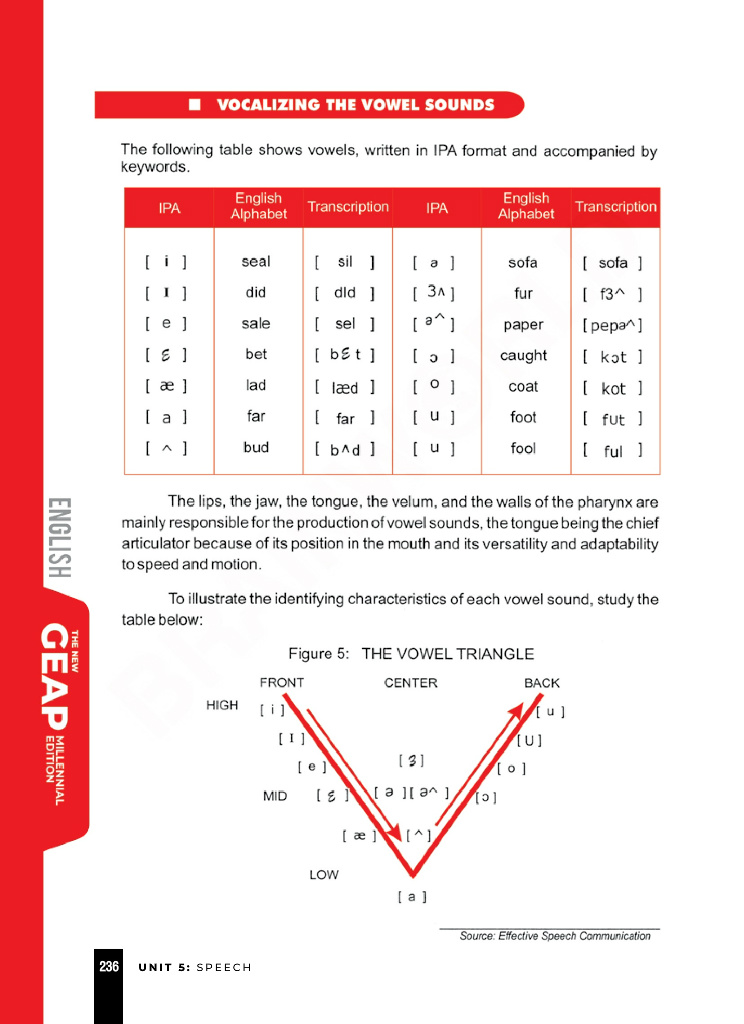 ■ VOCALIZING THE VOWEL SOUNDS
The following table shows vowels, written in IPA format and accompanied by
keywords.
IPA English Alphabet Transcription IPA English Alphabet Transcription
[ i ] seal [ sil ] [ ə ] sofa [ sofa ]
[ ɪ ] did [ dId ] [ 3ʌ ] fur [ f3^ ]
[ e ] sale [ sel ] [ ə^ ] paper [pepə^]
[ ℇ ] bet [ bℇt ] [ ɔ ] caught [ kɔt ]
[ æ ] lad [ læd ] [ o ] coat [ kot ]
[ a ] far [ far ] [ u ] foot [ fUt ]
[ ^ ] bud [ b^d ] [ u ] fool [ ful ]
The lips, the jaw, the tongue, the velum, and the walls of the pharynx are
mainly responsible for the production of vowel sounds, the tongue being the chief
articulator because of its position in the mouth and its versatility and adaptability
to speed and motion.
To illustrate the identifying characteristics of each vowel sound, study the
table below:
Figure 5: THE VOWEL TRIANGLE
FRONT CENTER BACK
HIGH [ i ] [ u ]
[ I ] [U]
[ e ] [3] [ o ]
MID [ ℇ ] [ ə ][ ə^ ] [ɔ]
[ æ ] [^]
LOW
[ a ]
Source: Effective Speech Communication
236 UNIT 5: SPEECH
ENGLISH
THE NEW
GEAP
MILLENNIAL
EDITION